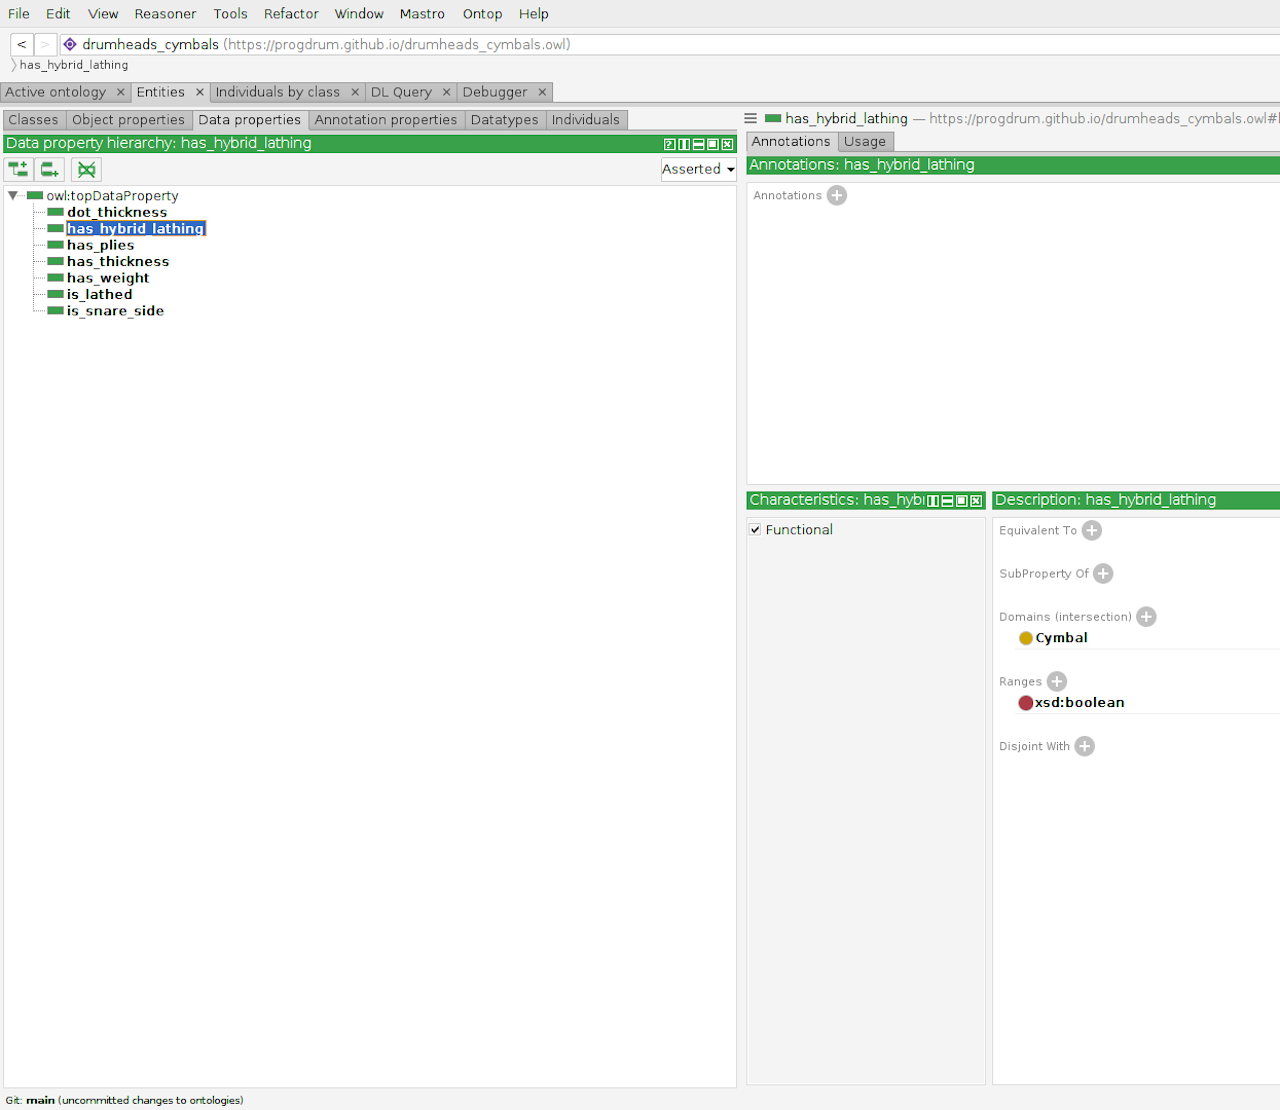 File Edit View Reasoner Tools Refactor Window Mastro Ontop Help
< > drumheads_cymbals (https://progdrum.github.io/drumheads_cymbals.owl)
has_hybrid_lathing
Active ontology × Entities × Individuals by class × DL Query × Debugger ×
Classes Object properties Data properties Annotation properties Datatypes Individuals
Data property hierarchy: has_hybrid_lathing
Asserted
owl:topDataProperty
dot_thickness
has_hybrid_lathing
has_plies
has_thickness
has_weight
is_lathed
is_snare_side
has_hybrid_lathing — https://progdrum.github.io/drumheads_cymbals.owl#
Annotations Usage
Annotations: has_hybrid_lathing
Annotations
Characteristics: has_hybri
Functional
Description: has_hybrid_lathing
Equivalent To
SubProperty Of
Domains (intersection)
Cymbal
Ranges
xsd:boolean
Disjoint With
Git: main (uncommitted changes to ontologies)